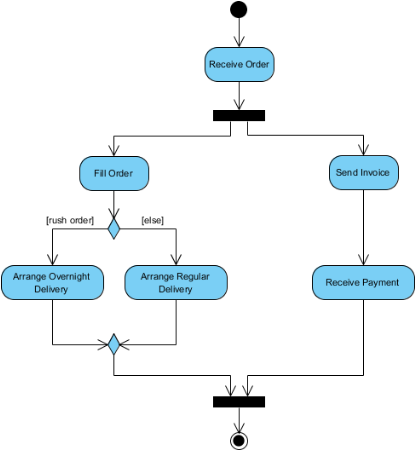 Receive Order
Fill Order
Send Invoice
[rush order]
[else]
Arrange Overnight
Delivery
Arrange Regular
Delivery
Receive Payment